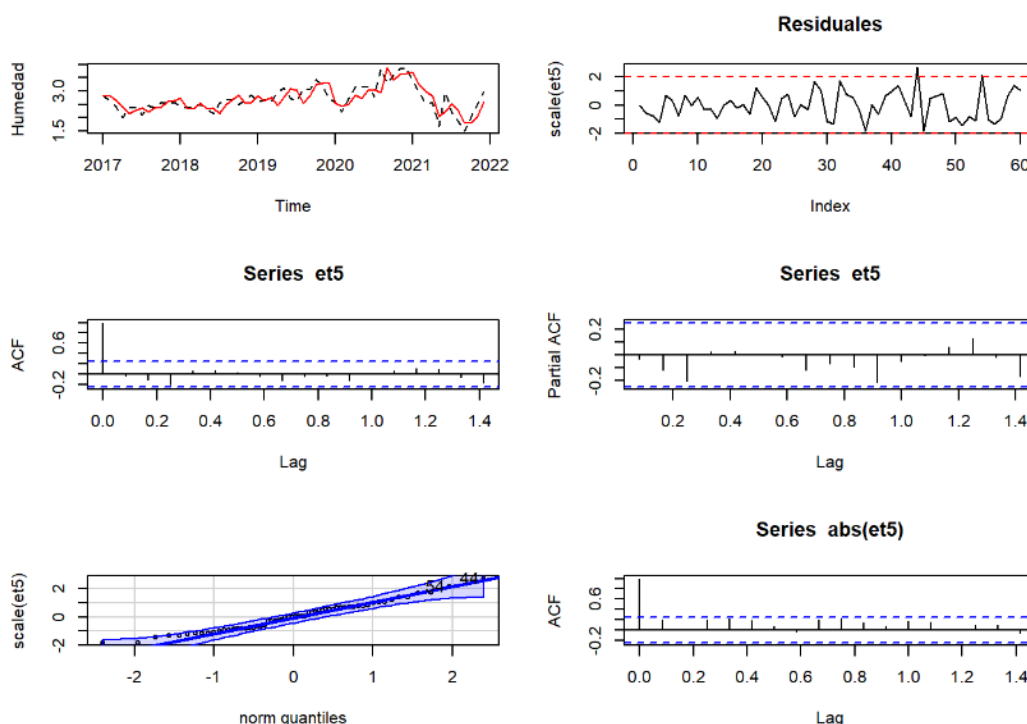 Humedad
1.5 3.0
2017 2018 2019 2020 2021 2022
Time
Residuales
scale(et5)
-2 0 2
0 10 20 30 40 50 60
Index
Series et5
ACF
-0.2 0.6
0.0 0.2 0.4 0.6 0.8 1.0 1.2 1.4
Lag
Series et5
Partial ACF
-0.2 0.2
0.2 0.4 0.6 0.8 1.0 1.2 1.4
Lag
scale(et5)
-2 0 2
54 44
-2 -1 0 1 2
norm quantiles
Series abs(et5)
ACF
-0.2 0.6
0.0 0.2 0.4 0.6 0.8 1.0 1.2 1.4
Lag